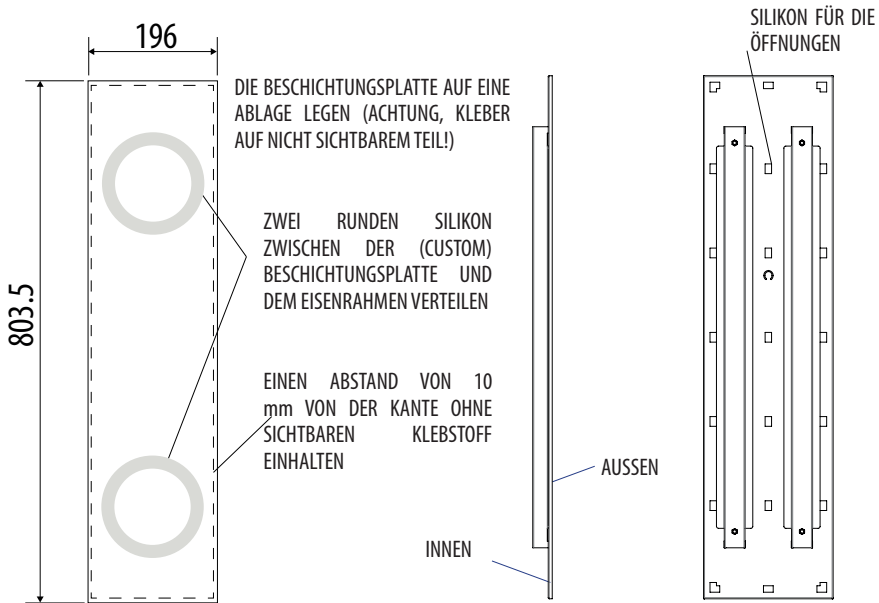 SILIKON FÜR DIE
ÖFFNUNGEN
196
DIE BESCHICHTUNGSPLATTE AUF EINE
ABLAGE LEGEN (ACHTUNG, KLEBER
AUF NICHT SICHTBAREM TEIL!)
ZWEI RUNDEN SILIKON
ZWISCHEN DER (CUSTOM)
BESCHICHTUNGSPLATTE UND
DEM EISENRAHMEN VERTEILEN
803.5
EINEN ABSTAND VON 10
mm VON DER KANTE OHNE
SICHTBAREN KLEBSTOFF
EINHALTEN
AUSSEN
INNEN